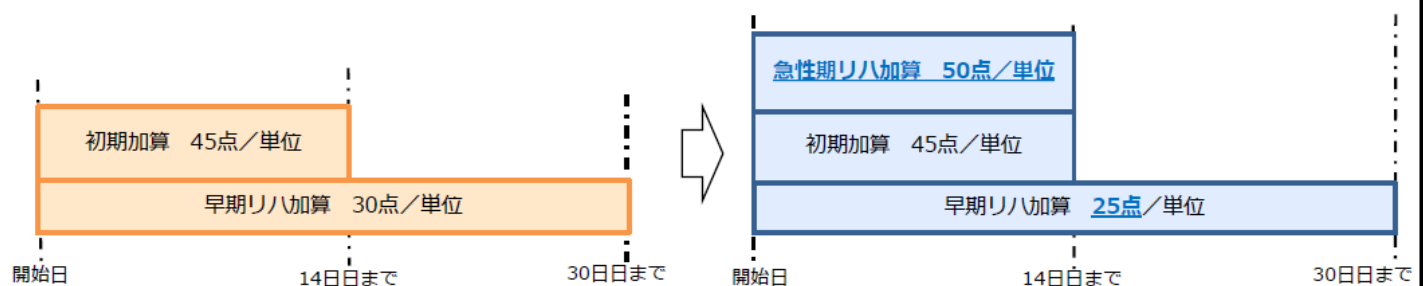 初期加算 45点／単位
早期リハ加算 30点／単位
開始日
14日日まで
30日日まで
急性期リハ加算 50点／単位
初期加算 45点／単位
早期リハ加算 25点／単位
開始日
14日日まで
30日日まで